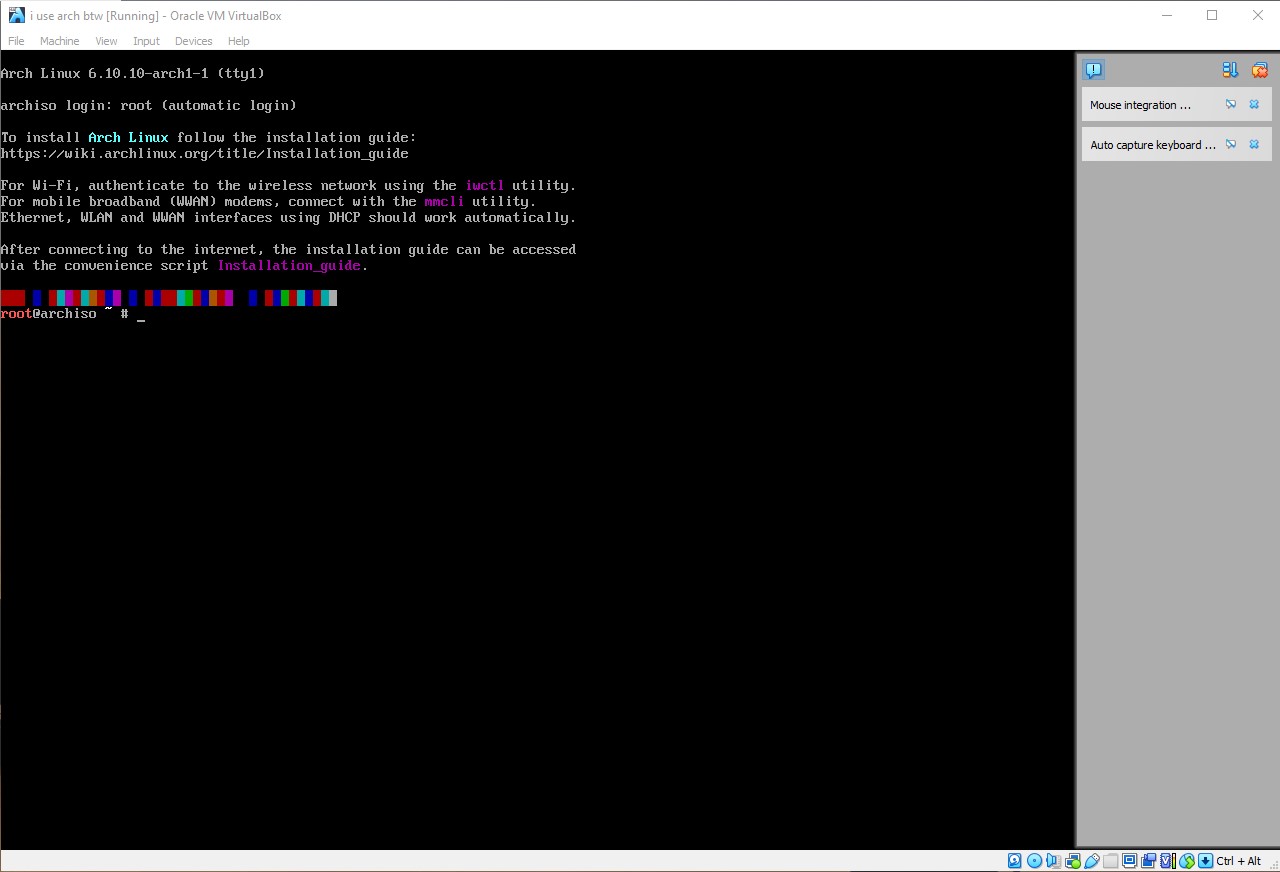 i use arch btw [Running] - Oracle VM VirtualBox
File Machine View Input Devices Help
Arch Linux 6.10.10-arch1-1 (tty1)
archiso login: root (automatic login)
To install Arch Linux follow the installation guide:
https://wiki.archlinux.org/title/Installation_guide
For Wi-Fi, authenticate to the wireless network using the iwctl utility.
For mobile broadband (WWAN) modems, connect with the mmcli utility.
Ethernet, WLAN and WWAN interfaces using DHCP should work automatically.
After connecting to the internet, the installation guide can be accessed
via the convenience script Installation_guide.
root@archiso ~ # _
Mouse integration ...
Auto capture keyboard ...
Ctrl + Alt